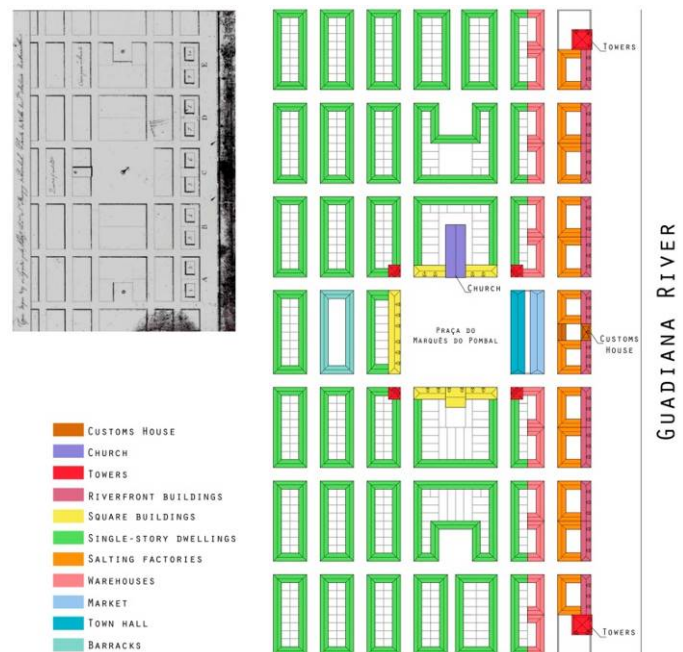 Towers
Church
Praça do
Marquês do Pombal
Customs
House
Guadiana River
Customs House
Church
Towers
Riverfront buildings
Square buildings
Single-story dwellings
Salting factories
Warehouses
Market
Town hall
Barracks
Towers